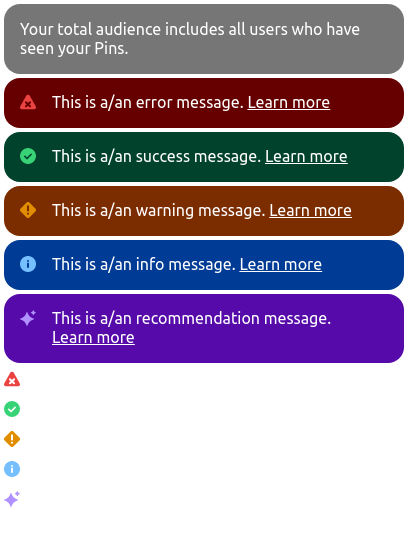 Your total audience includes all users who have
seen your Pins.
This is a/an error message. Learn more
This is a/an success message. Learn more
This is a/an warning message. Learn more
This is a/an info message. Learn more
This is a/an recommendation message.
Learn more